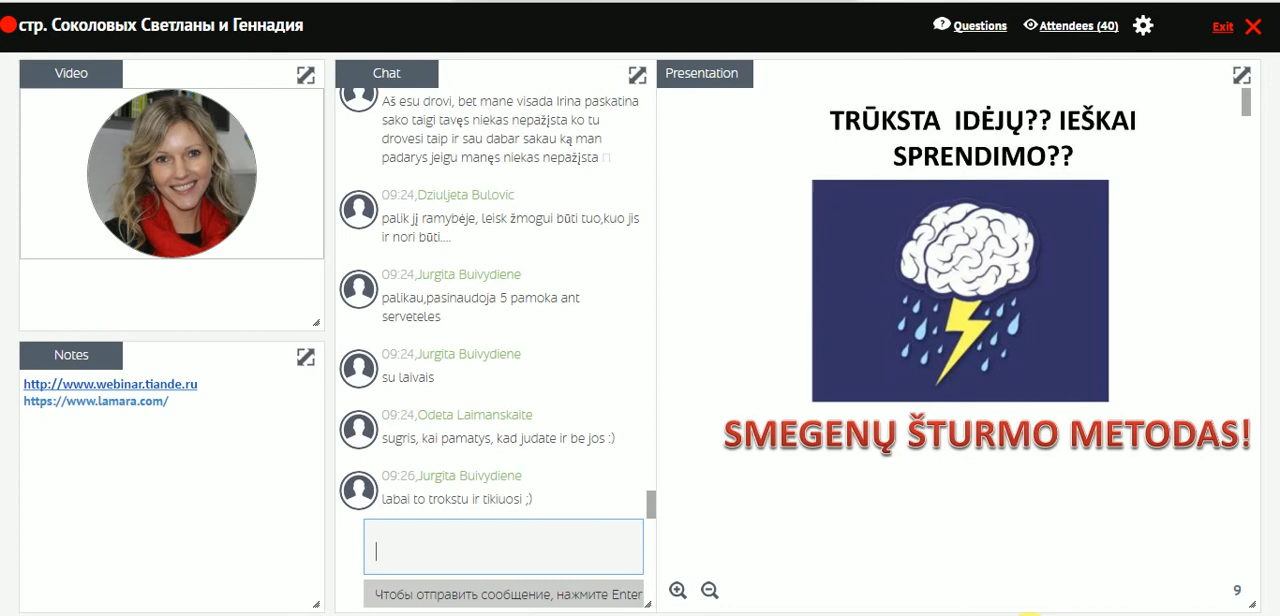 стр. Соколовых Светланы и Геннадия
Questions
Attendees (40)
Exit
Video
Notes
http://www.webinar.tiande.ru
https://www.lamara.com/
Chat
Aš esu drovi, bet mane visada Irina paskatina
sako taigi tavęs niekas nepažįsta ko tu
drovesi taip ir sau dabar sakau ką man
padarys jeigu manęs niekas nepažįsta
09:24,Dziuljeta Bulovic
palik jį ramybėje, leisk žmogui būti tuo,kuo jis
ir nori būti....
09:24,Jurgita Buivydiene
palikau,pasinaudoja 5 pamoka ant
serveteles
09:24,Jurgita Buivydiene
su laivais
09:24,Odeta Laimanskaite
sugris, kai pamatys, kad judate ir be jos :)
09:26,Jurgita Buivydiene
labai to trokstu ir tikiuosi ;)
Чтобы отправить сообщение, нажмите Enter
Presentation
TRŪKSTA IDĖJŲ?? IEŠKAI
SPRENDIMO??
SMEGENŲ ŠTURMO METODAS!
9